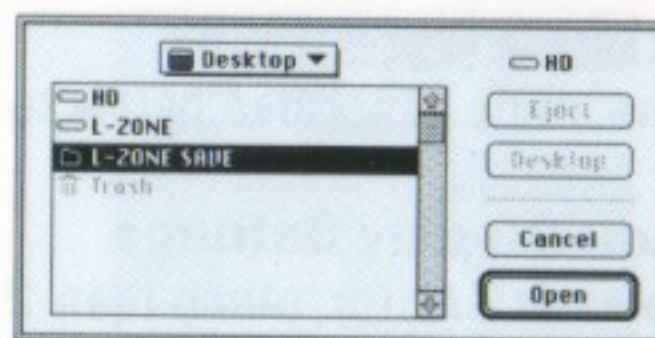 Desktop
HD
HD
L-ZONE
L-ZONE SAVE
Trash
Eject
Desktop
Cancel
Open